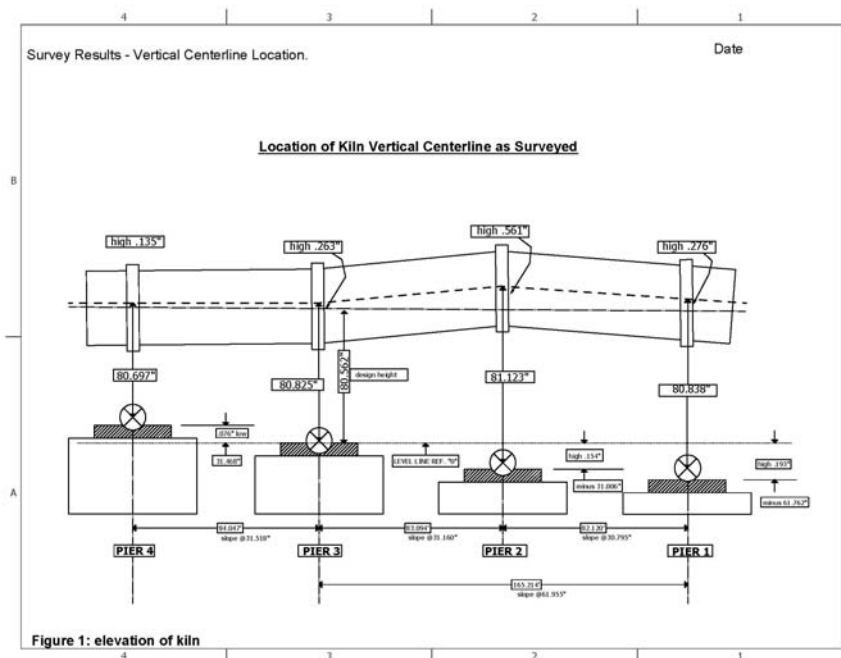 4 3 2 1
Survey Results - Vertical Centerline Location.
Date
Location of Kiln Vertical Centerline as Surveyed
B
high .135"
high .263"
high .561"
high .276"
80.697"
80.825"
80.562"
design height
81.123"
80.838"
.076" low
31.468"
LEVEL LINE REF. "0"
high .154"
minus 31.006"
high .193"
minus 61.762"
A
84.047'
slope @31.518"
83.094'
slope @31.160"
82.120'
slope @30.795"
PIER 4
PIER 3
PIER 2
PIER 1
165.214'
slope @61.955"
Figure 1: elevation of kiln
4 3 2 1